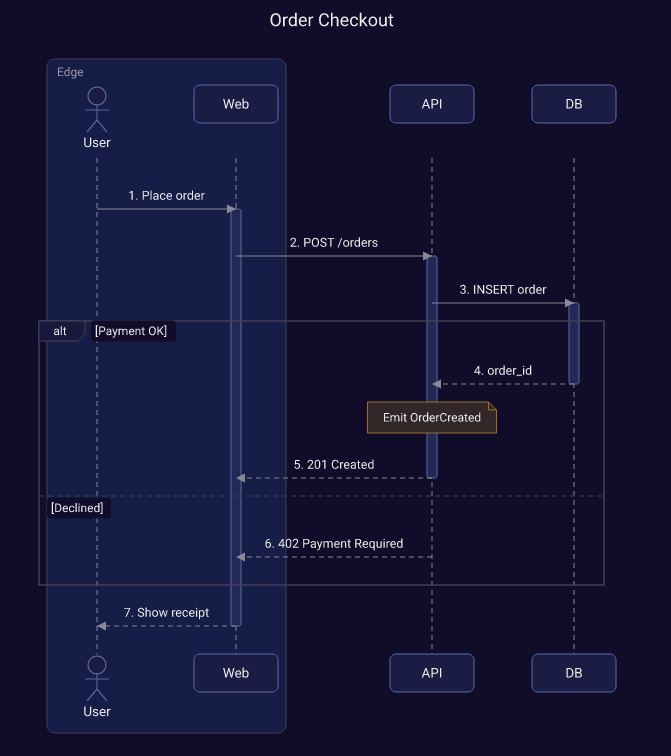 Order Checkout
Edge
User
Web
API
DB
1. Place order
2. POST /orders
3. INSERT order
alt
[Payment OK]
4. order_id
Emit OrderCreated
5. 201 Created
[Declined]
6. 402 Payment Required
7. Show receipt
User
Web
API
DB